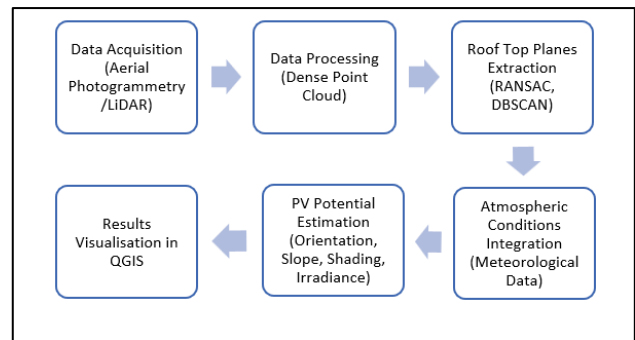 Data Acquisition
(Aerial
Photogrammetry
/LiDAR)
Data Processing
(Dense Point
Cloud)
Roof Top Planes
Extraction
(RANSAC,
DBSCAN)
Atmospheric
Conditions
Integration
(Meteorological
Data)
PV Potential
Estimation
(Orientation,
Slope, Shading,
Irradiance)
Results
Visualisation in
QGIS